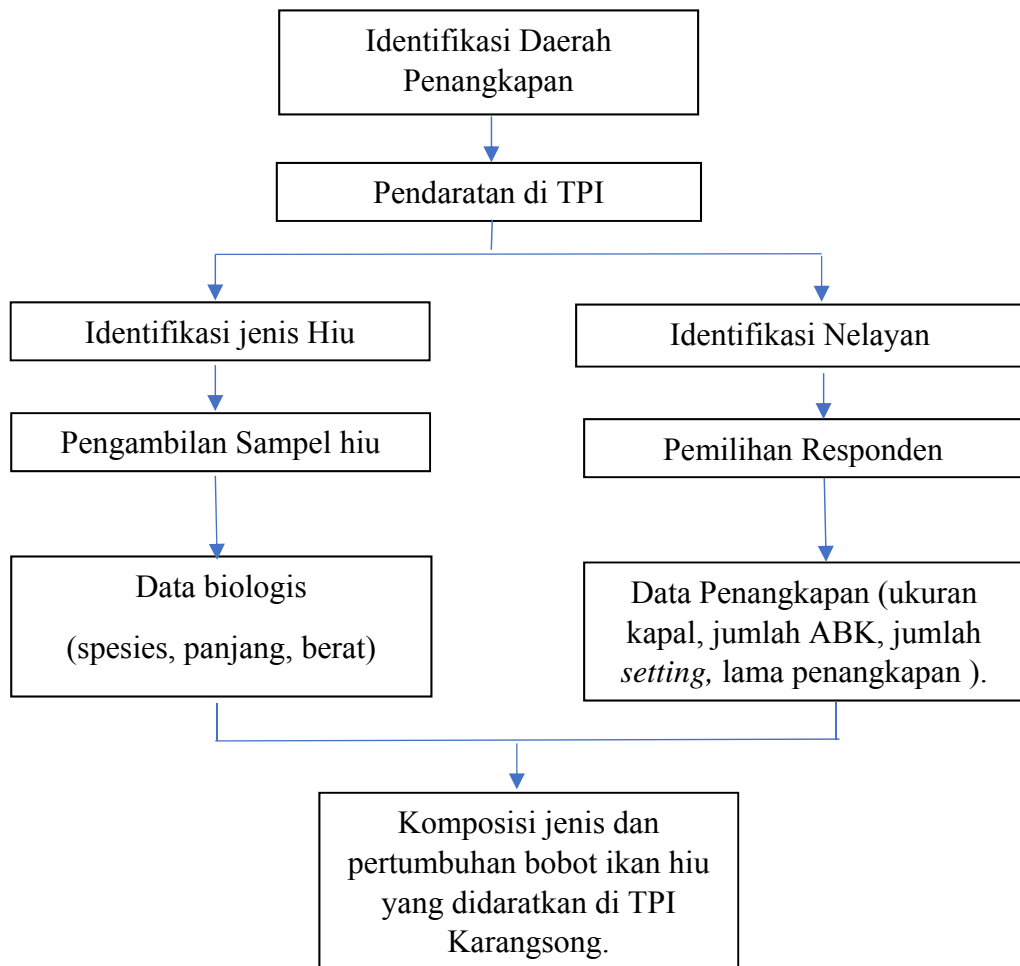 Identifikasi Daerah
Penangkapan
Pendaratan di TPI
Identifikasi jenis Hiu
Pengambilan Sampel hiu
Data biologis
(spesies, panjang, berat)
Identifikasi Nelayan
Pemilihan Responden
Data Penangkapan (ukuran
kapal, jumlah ABK, jumlah
setting, lama penangkapan ).
Komposisi jenis dan
pertumbuhan bobot ikan hiu
yang didaratkan di TPI
Karangsong.